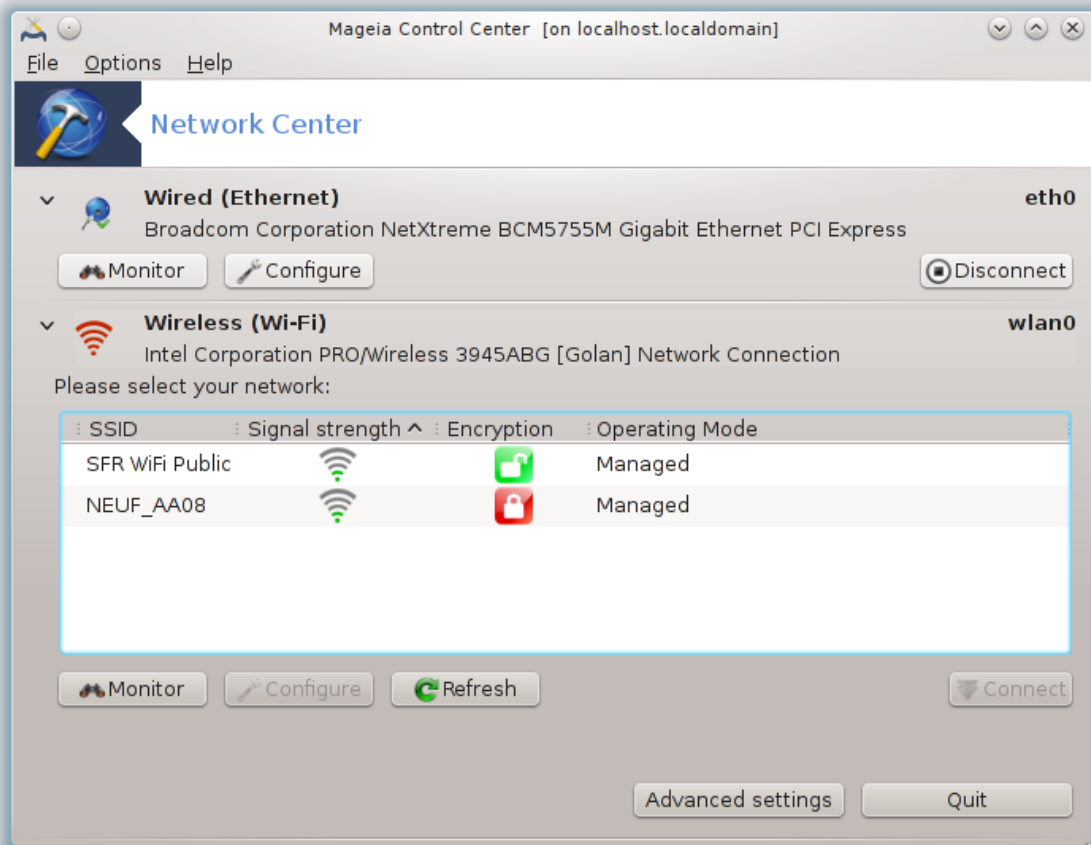 Mageia Control Center [on localhost.localdomain]
File Options Help
Network Center
Wired (Ethernet) eth0
Broadcom Corporation NetXtreme BCM5755M Gigabit Ethernet PCI Express
Monitor Configure Disconnect
Wireless (Wi-Fi) wlan0
Intel Corporation PRO/Wireless 3945ABG [Golan] Network Connection
Please select your network:
SSID Signal strength Encryption Operating Mode
SFR WiFi Public Managed
NEUF_AA08 Managed
Monitor Configure Refresh Connect
Advanced settings Quit